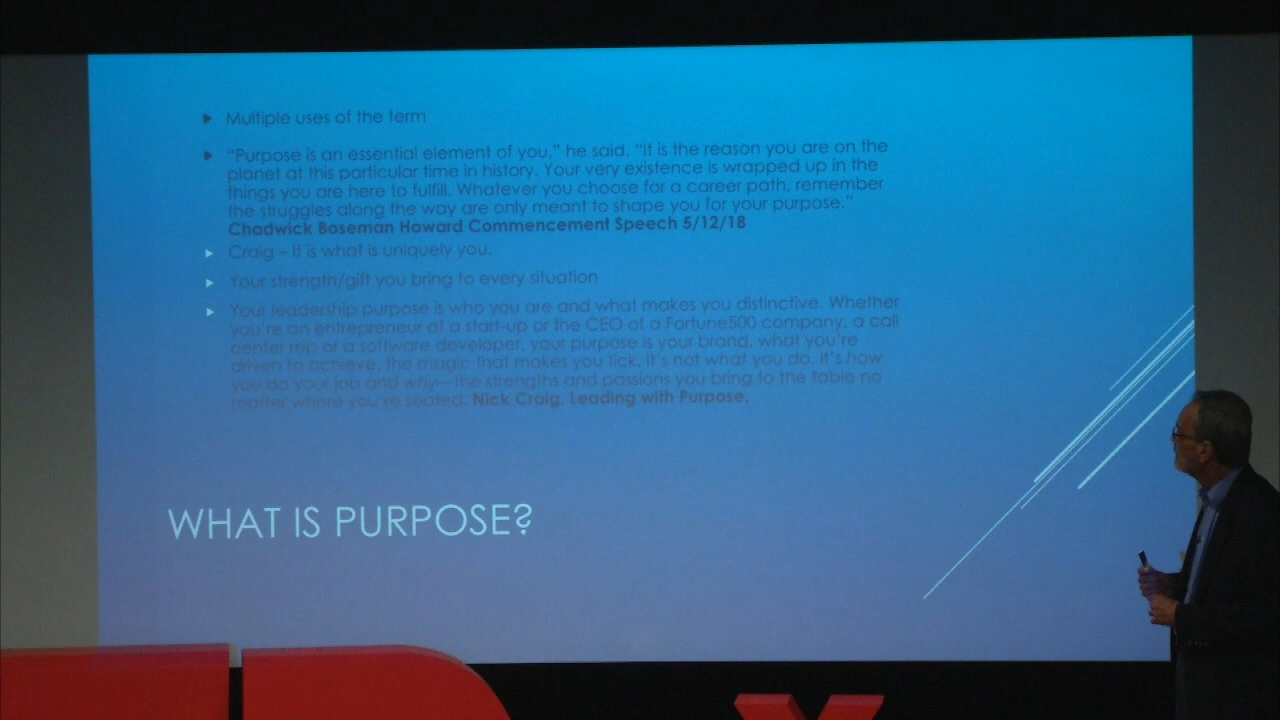 Multiple uses of the term
"Purpose is an essential element of you," he said. "It is the reason you are on the
planet at this particular time in history. Your very existence is wrapped up in the
things you are here to fulfill. Whatever you choose for a career path, remember
the struggles along the way are only meant to shape you for your purpose."
Chadwick Boseman Howard Commencement Speech 5/12/18
Craig – It is what is uniquely you.
Your strength/gift you bring to every situation
Your leadership purpose is who you are and what makes you distinctive. Whether
you're an entrepreneur at a start-up or the CEO of a Fortune500 company, a call
center rep or a software developer, your purpose is your brand, what you're
driven to achieve, the magic that makes you tick. It's not what you do, it's how
you do your job and why—the strengths and passions you bring to the table no
matter where you're seated. Nick Craig. Leading with Purpose.
WHAT IS PURPOSE?